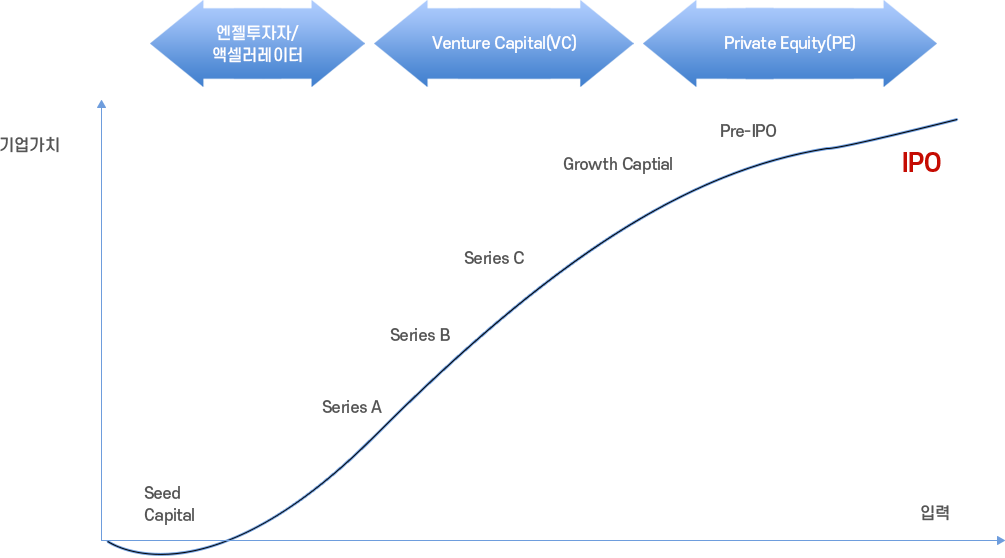 엔젤투자자/
액셀러레이터
Venture Capital(VC)
Private Equity(PE)
기업가치
Pre-IPO
Growth Captial
IPO
Series C
Series B
Series A
Seed
Capital
입력